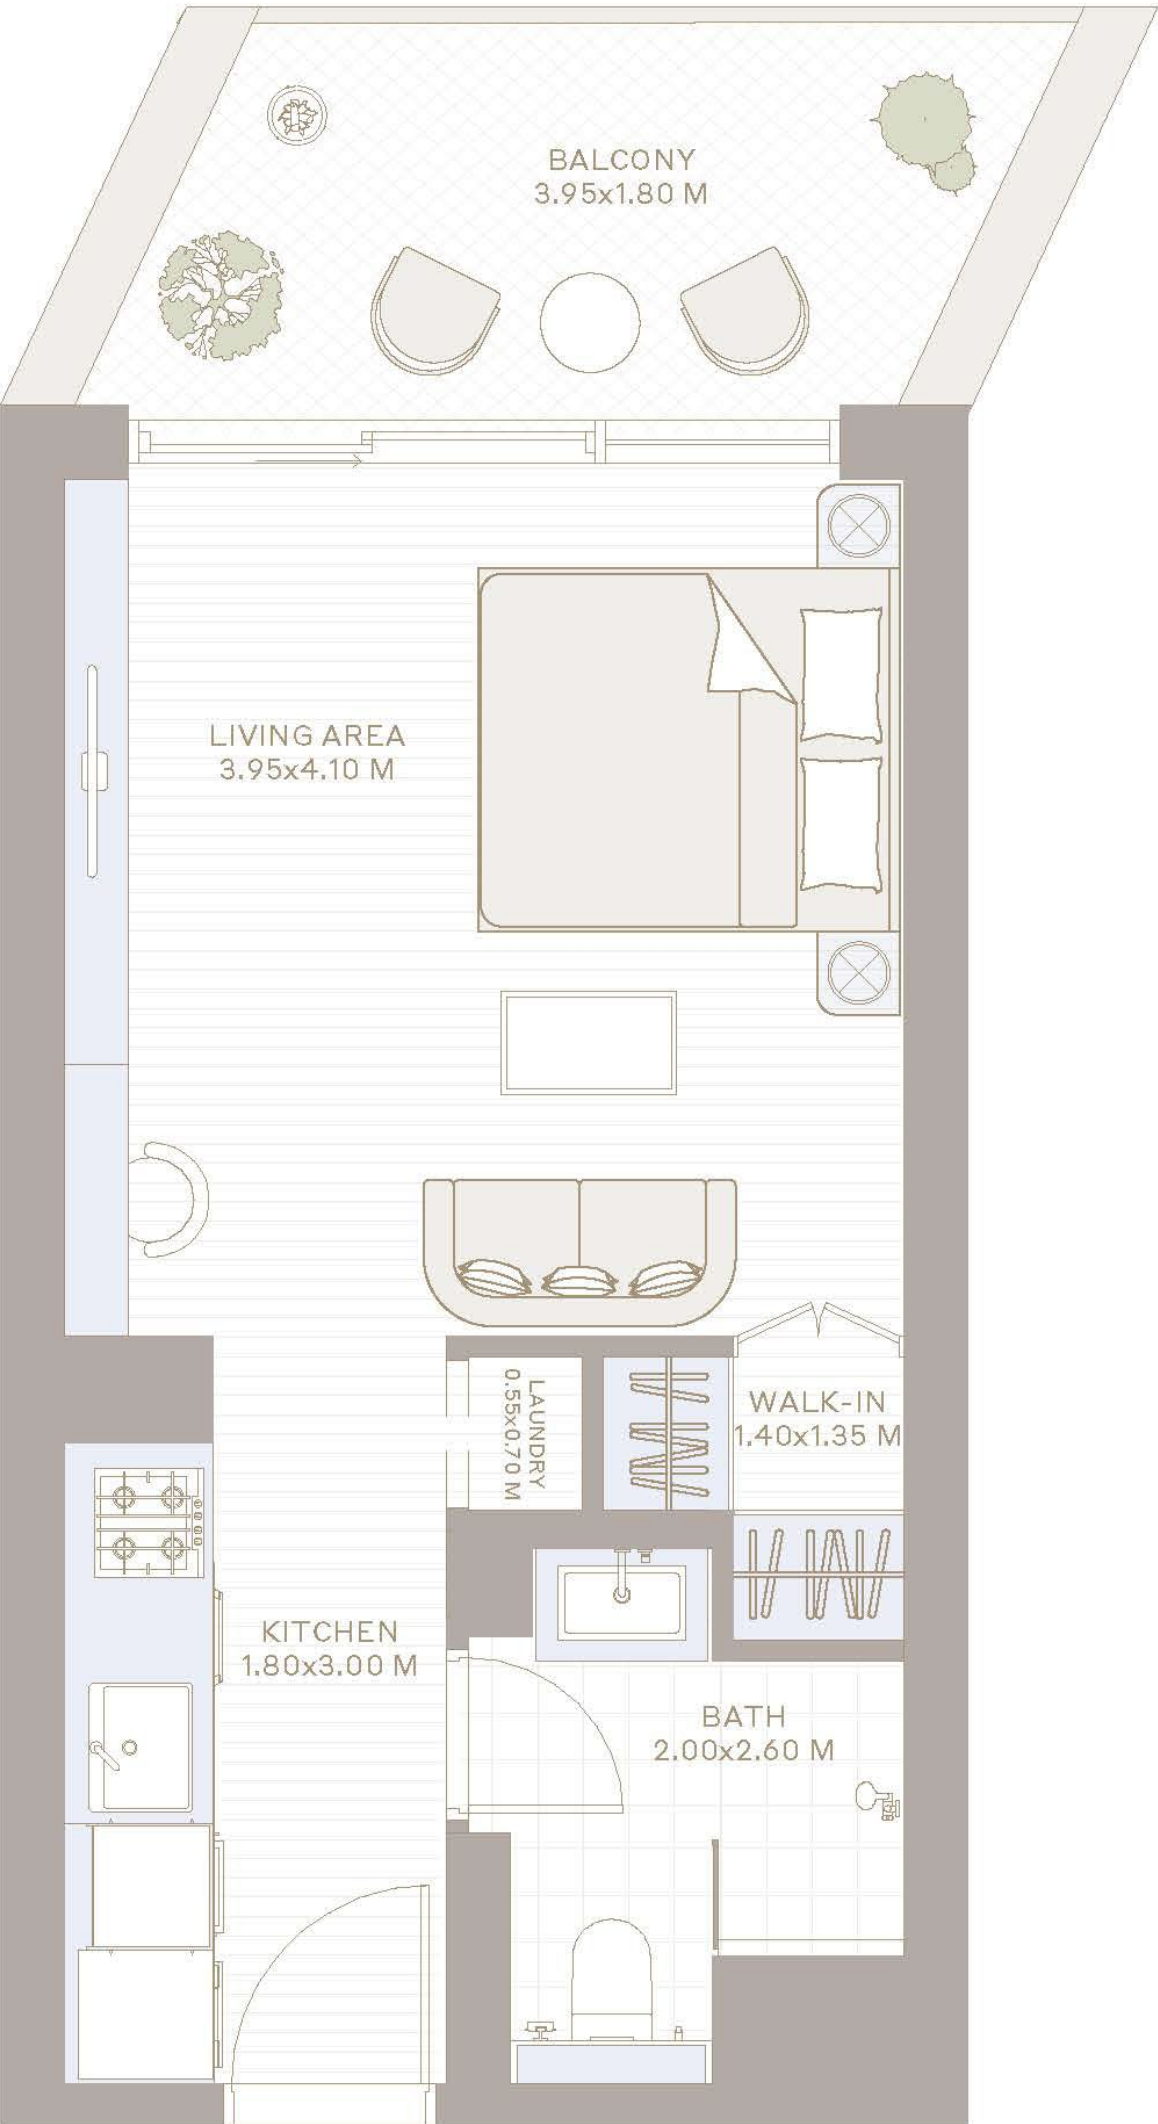 BALCONY
3.95x1.80 M
LIVING AREA
3.95x4.10 M
LAUNDRY
0.55x0.70 M
WALK-IN
1.40x1.35 M
KITCHEN
1.80x3.00 M
BATH
2.00x2.60 M